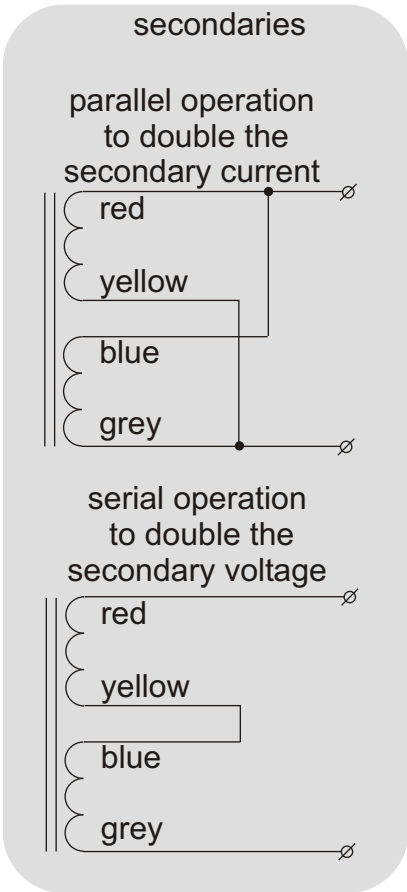 secondaries
parallel operation
to double the
secondary current
red
yellow
blue
grey
serial operation
to double the
secondary voltage
red
yellow
blue
grey